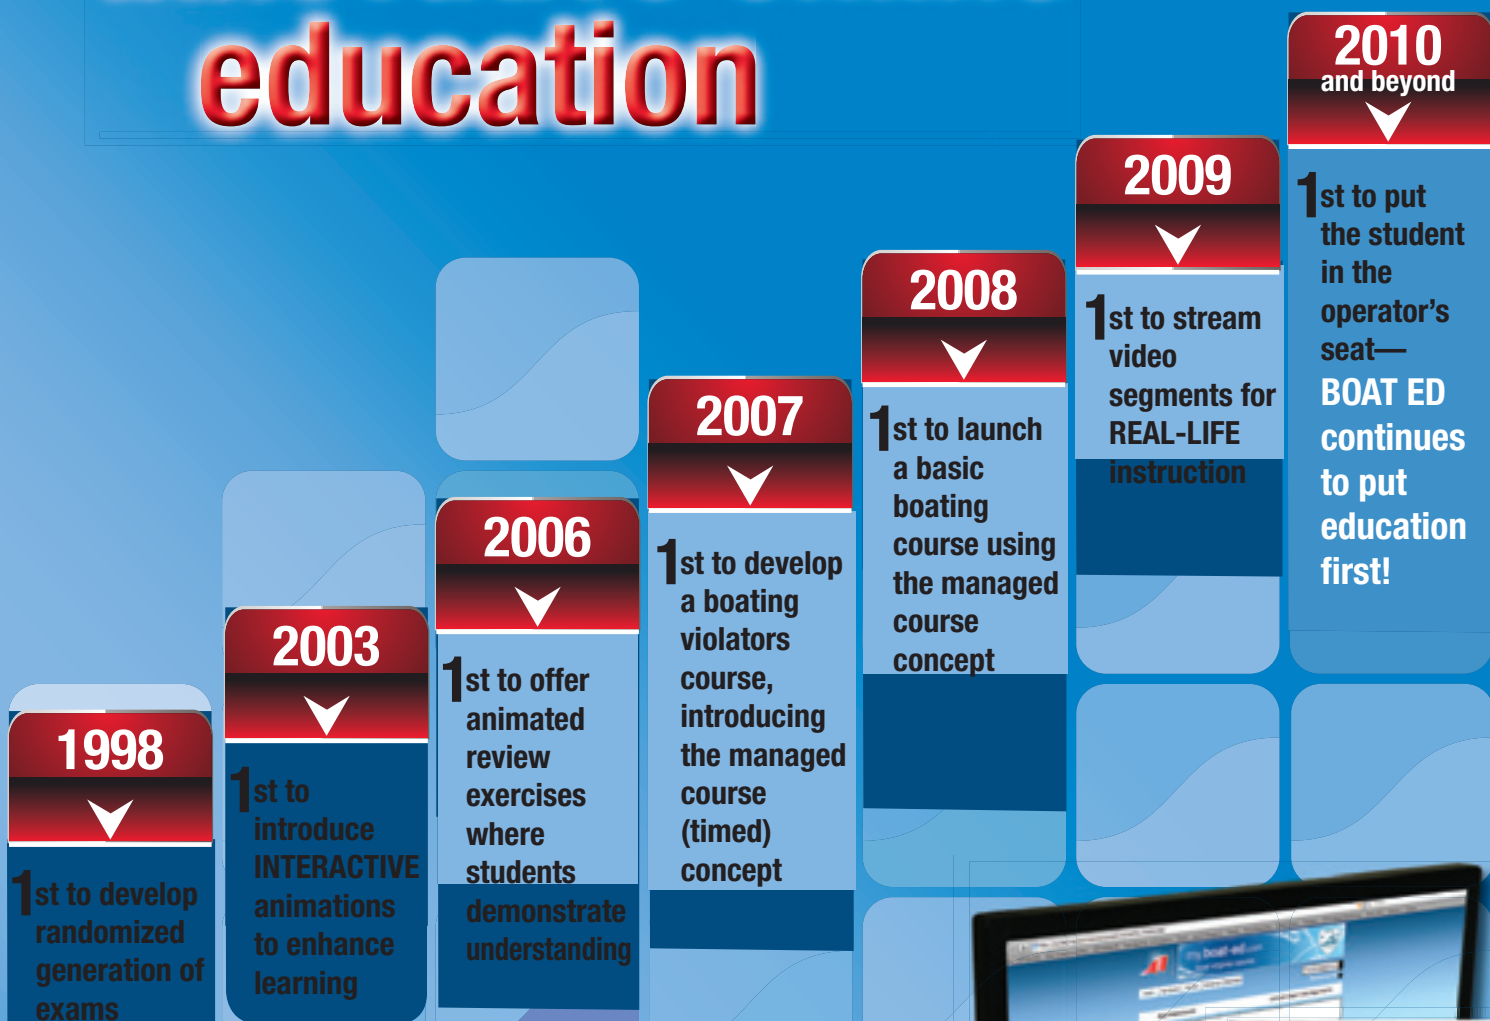 education
1998
1st to develop
randomized
generation of
exams
2003
1st to
introduce
INTERACTIVE
animations
to enhance
learning
2006
1st to offer
animated
review
exercises
where
students
demonstrate
understanding
2007
1st to develop
a boating
violators
course,
introducing
the managed
course
(timed)
concept
2008
1st to launch
a basic
boating
course using
the managed
course
concept
2009
1st to stream
video
segments for
REAL-LIFE
instruction
2010
and beyond
1st to put
the student
in the
operator’s
seat—
BOAT ED
continues
to put
education
first!
my boat-ed.com